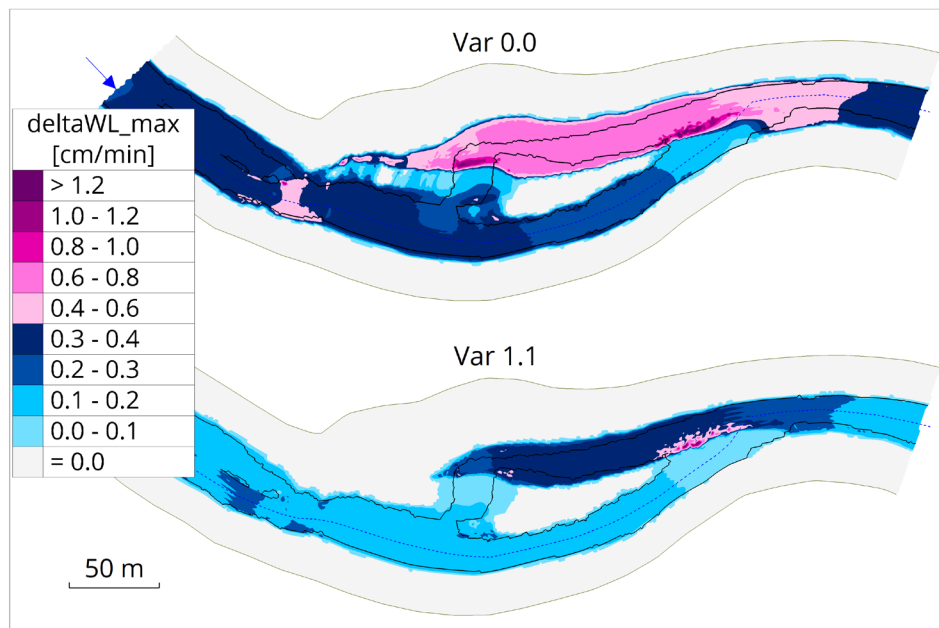 Var 0.0
deltaWL_max
[cm/min]
> 1.2
1.0 - 1.2
0.8 - 1.0
0.6 - 0.8
0.4 - 0.6
0.3 - 0.4
0.2 - 0.3
0.1 - 0.2
0.0 - 0.1
= 0.0
Var 1.1
50 m